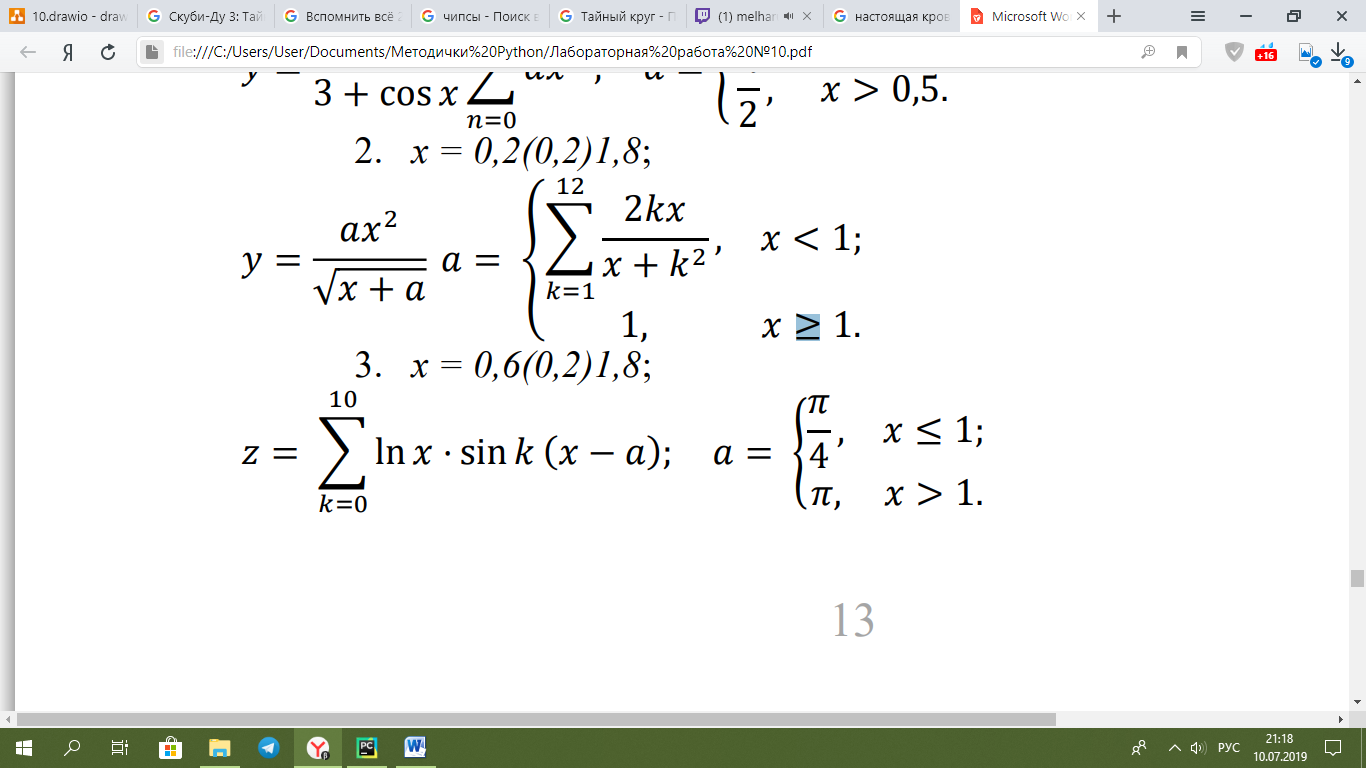 10.drawio - draw
Скуби-Ду 3: Тай
Вспомнить всё 2
чипсы - Поиск в
Тайный круг - П
(1) melhan
настоящая кров
Microsoft Wo
Я
file:///C:/Users/User/Documents/Методички%20Python/Лабораторная%20работа%20№10.pdf
+16
9
3 + cos x ∑ n=0
2, x > 0,5.
2. x = 0,2(0,2)1,8;
y = ax² / √(x + a) a = { ∑ k=1 12 2kx / (x + k²), x < 1;
1, x ≥ 1.
3. x = 0,6(0,2)1,8;
z = ∑ k=0 10 ln x · sin k (x − a); a = { π/4, x ≤ 1;
π, x > 1.
13
РУС
21:18
10.07.2019